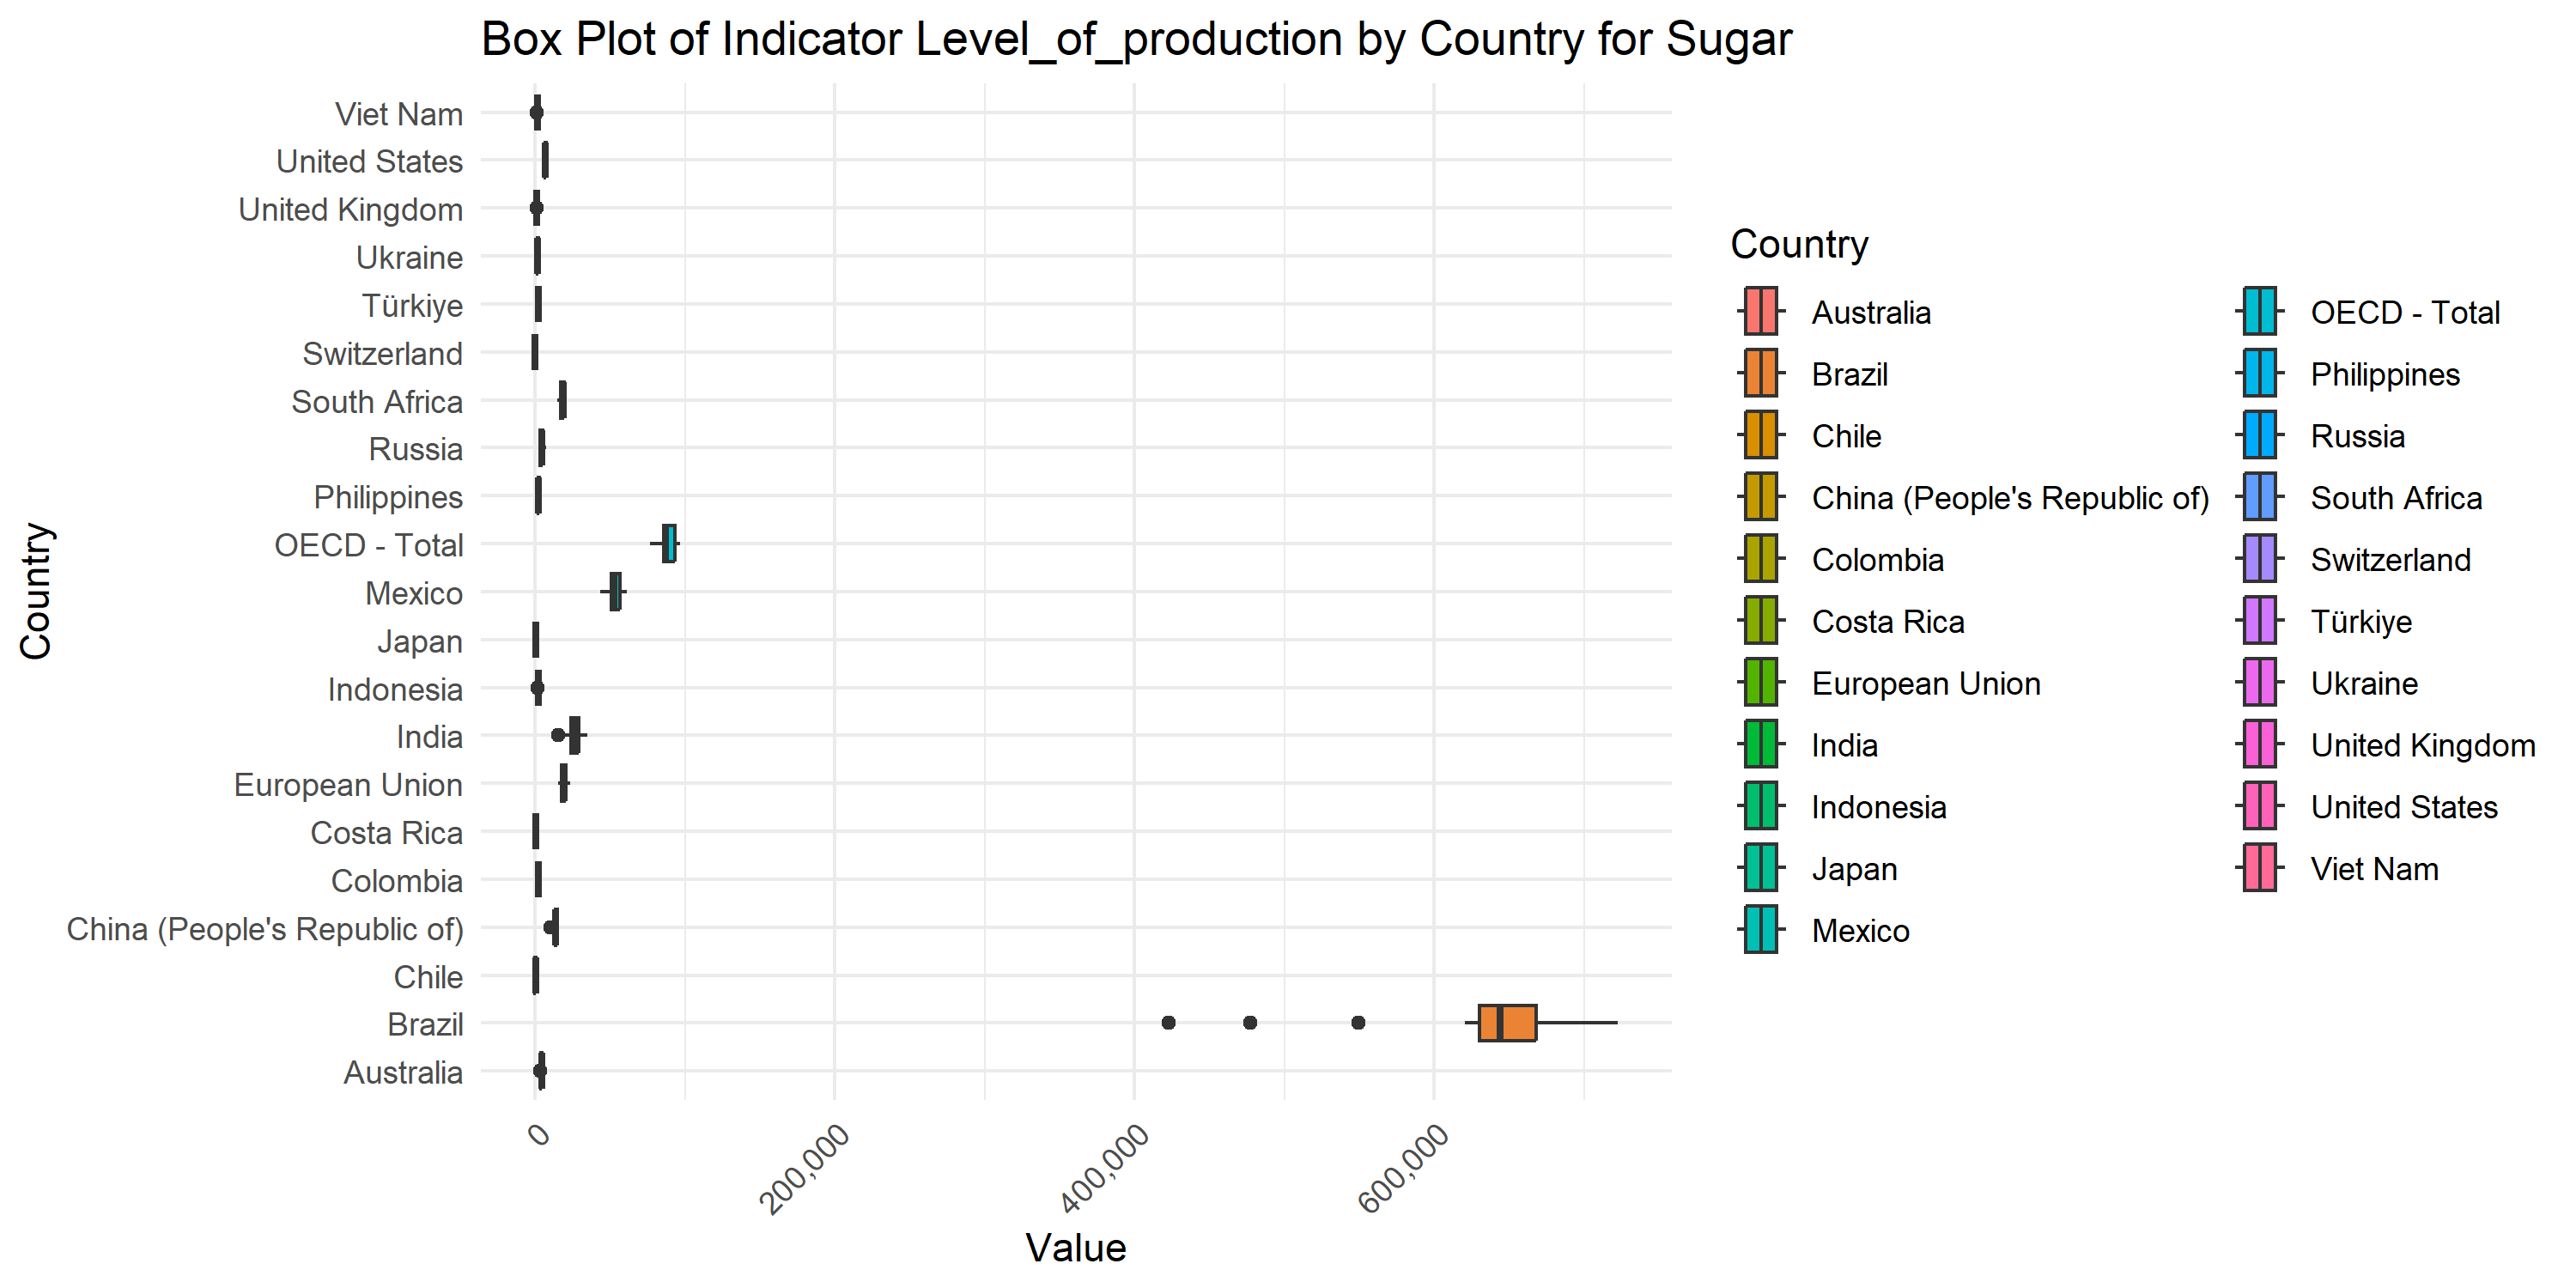 Box Plot of Indicator Level_of_production by Country for Sugar
Country
Viet Nam
United States
United Kingdom
Ukraine
Türkiye
Switzerland
South Africa
Russia
Philippines
OECD - Total
Mexico
Japan
Indonesia
India
European Union
Costa Rica
Colombia
China (People's Republic of)
Chile
Brazil
Australia
0
200,000
400,000
600,000
Value
Country
Australia
Brazil
Chile
China (People's Republic of)
Colombia
Costa Rica
European Union
India
Indonesia
Japan
Mexico
OECD - Total
Philippines
Russia
South Africa
Switzerland
Türkiye
Ukraine
United Kingdom
United States
Viet Nam